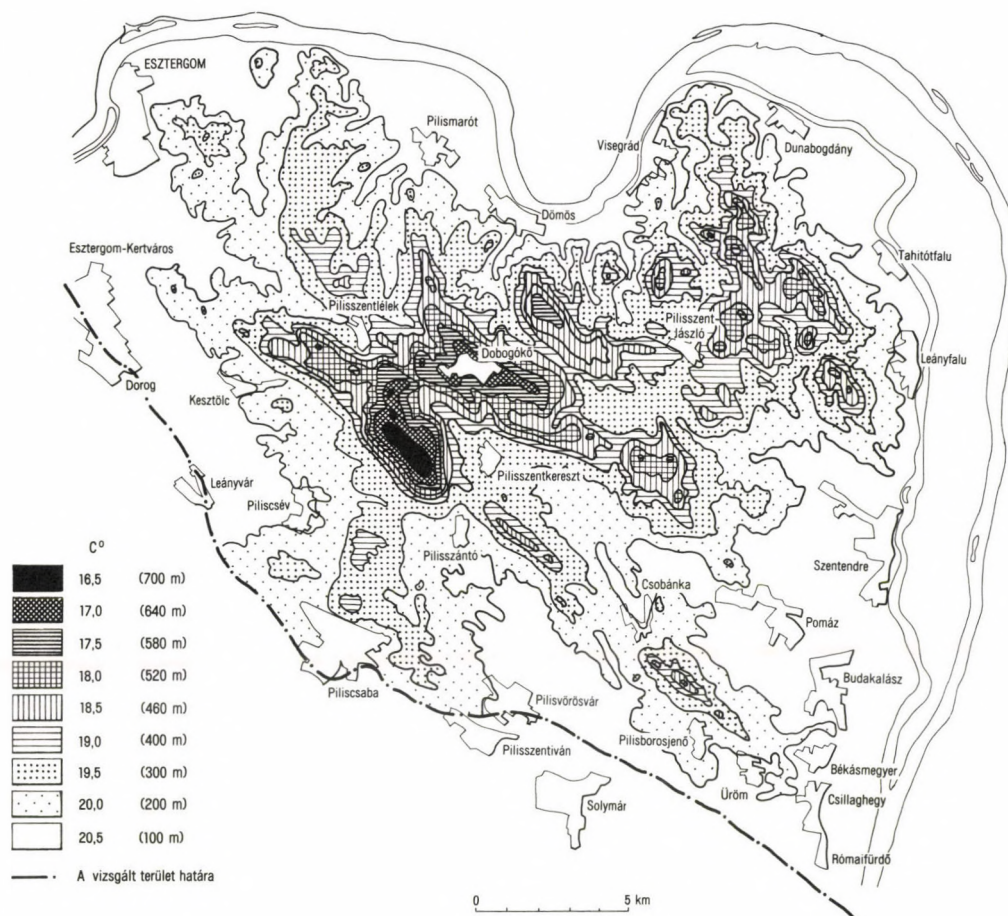 ESZTERGOM
Pilismarót
Visegrád
Dunabogdány
Dömös
Tahitótfalu
Esztergom-Kertváros
Pilisszentlélek
Pilisszent
lászló
Dobogókő
Leányfalu
Dorog
Kesztölc
Leányvár
Pilisszentkereszt
Piliscsév
Pilisszántó
Szentendre
Csobánka
Pomáz
Budakalász
Piliscsaba
Pilisvörösvár
Pilisborosjenő
Pilisszentiván
Békásmegyer
Üröm
Csillaghegy
Solymár
Rómaifürdő
C°
16,5 (700 m)
17,0 (640 m)
17,5 (580 m)
18,0 (520 m)
18,5 (460 m)
19,0 (400 m)
19,5 (300 m)
20,0 (200 m)
20,5 (100 m)
A vizsgált terület határa
0 5 km